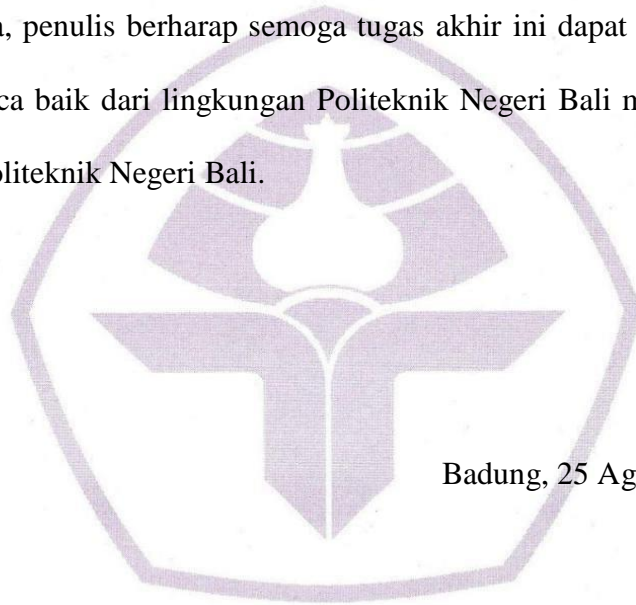 a, penulis berharap semoga tugas akhir ini dapat
ca baik dari lingkungan Politeknik Negeri Bali
oliteknik Negeri Bali.
Badung, 25 Ag